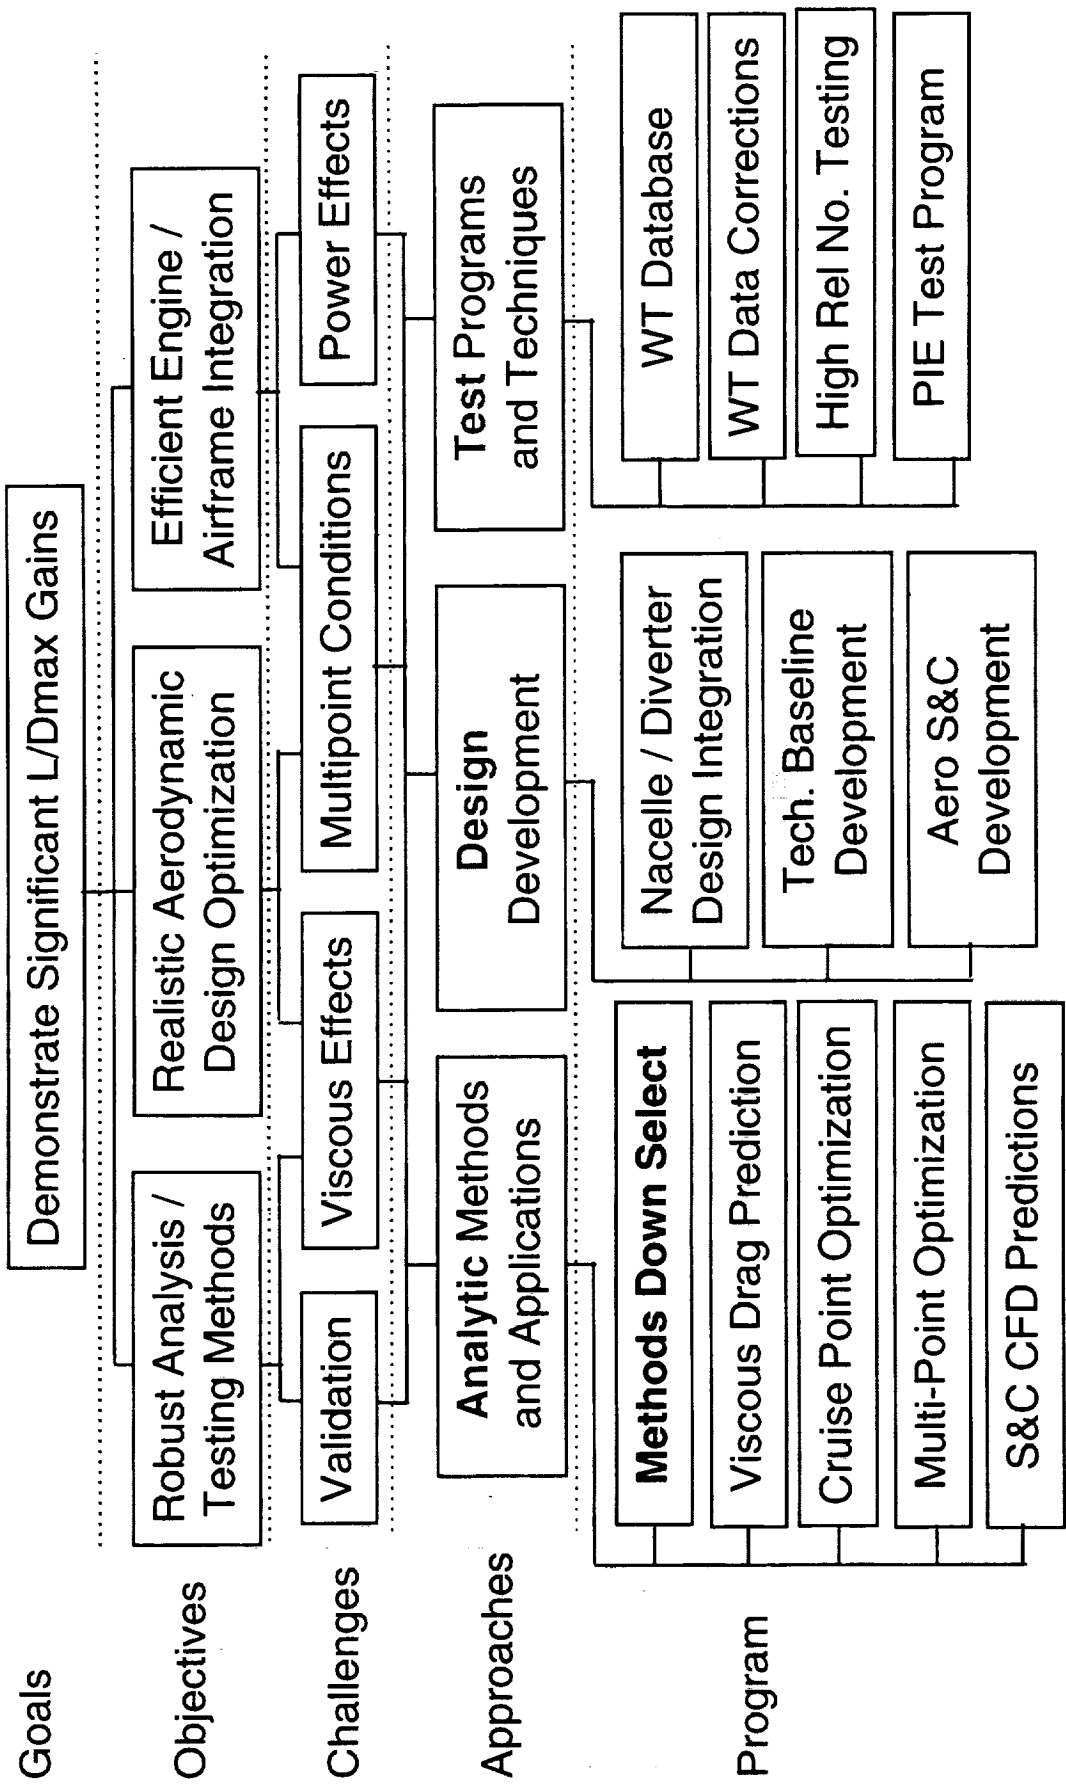 Goals
Demonstrate Significant L/Dmax Gains
Objectives
Robust Analysis /
Testing Methods
Realistic Aerodynamic
Design Optimization
Efficient Engine /
Airframe Integration
Challenges
Validation
Viscous Effects
Multipoint Conditions
Power Effects
Approaches
Analytic Methods
and Applications
Design
Development
Test Programs
and Techniques
Program
Methods Down Select
Viscous Drag Prediction
Cruise Point Optimization
Multi-Point Optimization
S&C CFD Predictions
Nacelle / Diverter
Design Integration
Tech. Baseline
Development
Aero S&C
Development
WT Database
WT Data Corrections
High Rel No. Testing
PIE Test Program